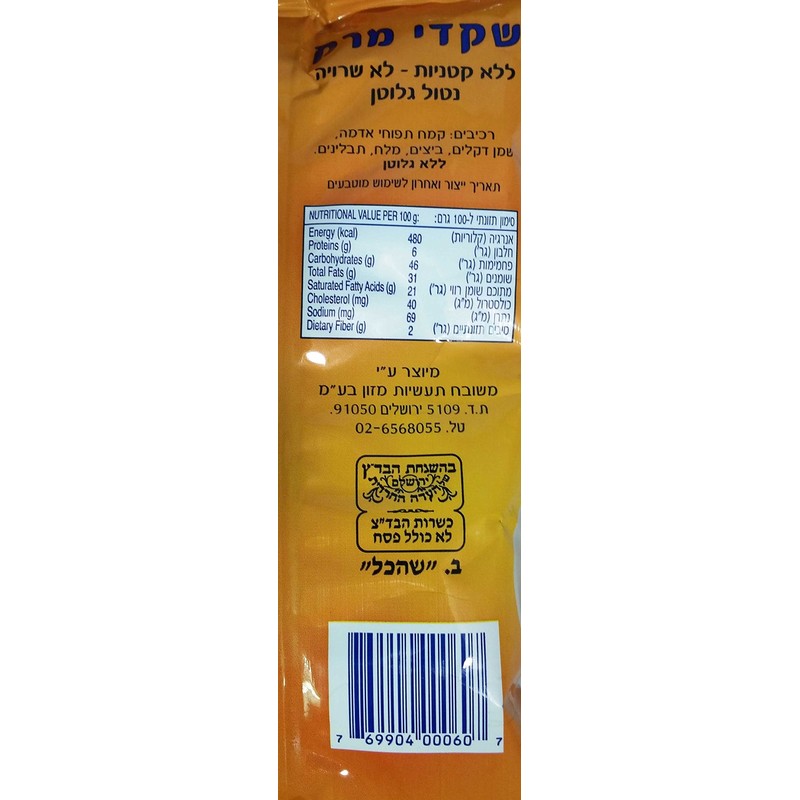 שקדי מרק
ללא קטניות - לא שרויה
נטול גלוטן
רכיבים: קמח תפוחי אדמה,
שמן דקלים, ביצים, מלח, תבלינים.
ללא גלוטן
תאריך ייצור ואחרון לשימוש מוטבעים
NUTRITIONAL VALUE PER 100 g: סימון תזונתי ל-100 גרם:
Energy (kcal) 480 אנרגיה (קלוריות)
Proteins (g) 6 חלבון (גר')
Carbohydrates (g) 46 פחמימות (גר')
Total Fats (g) 31 שומנים (גר')
Saturated Fatty Acids (g) 21 מתוכם שומן רווי (גר')
Cholesterol (mg) 40 כולסטרול (מ"ג)
Sodium (mg) 69 נתרן (מ"ג)
Dietary Fiber (g) 2 סיבים תזונתיים (גר')
מיוצר ע"י
משובח תעשיות מזון בע"מ
ת.ד. 5109 ירושלים 91050.
טל. 02-6568055
בהשגחת הבד"ץ
ירושלים
העדה החרדית
כשרות הבד"צ
לא כולל פסח
ב. "שהכל"
7 69904 00060 7